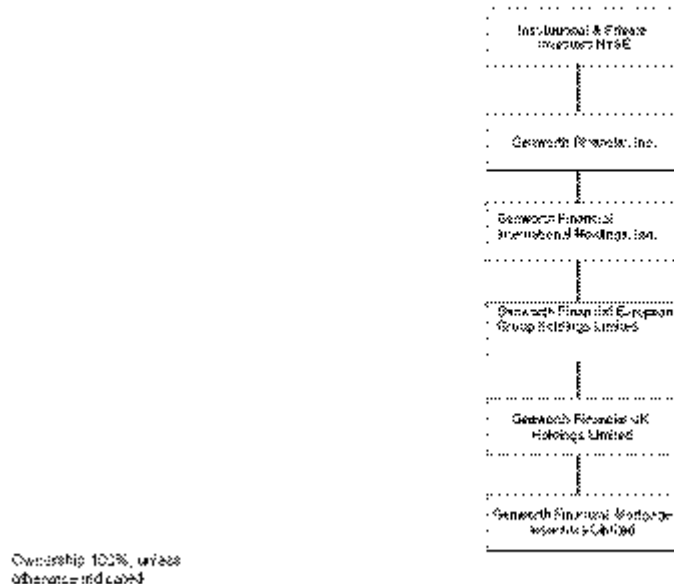 Institutional & Private
Investors NYSE
Genworth Financial, Inc.
Genworth Financial
International Holdings, Inc.
Genworth Financial European
Group Holdings Limited
Genworth Financial UK
Holdings Limited
Genworth Financial Mortgage
Insurance Limited
Ownership 100%, unless
otherwise indicated